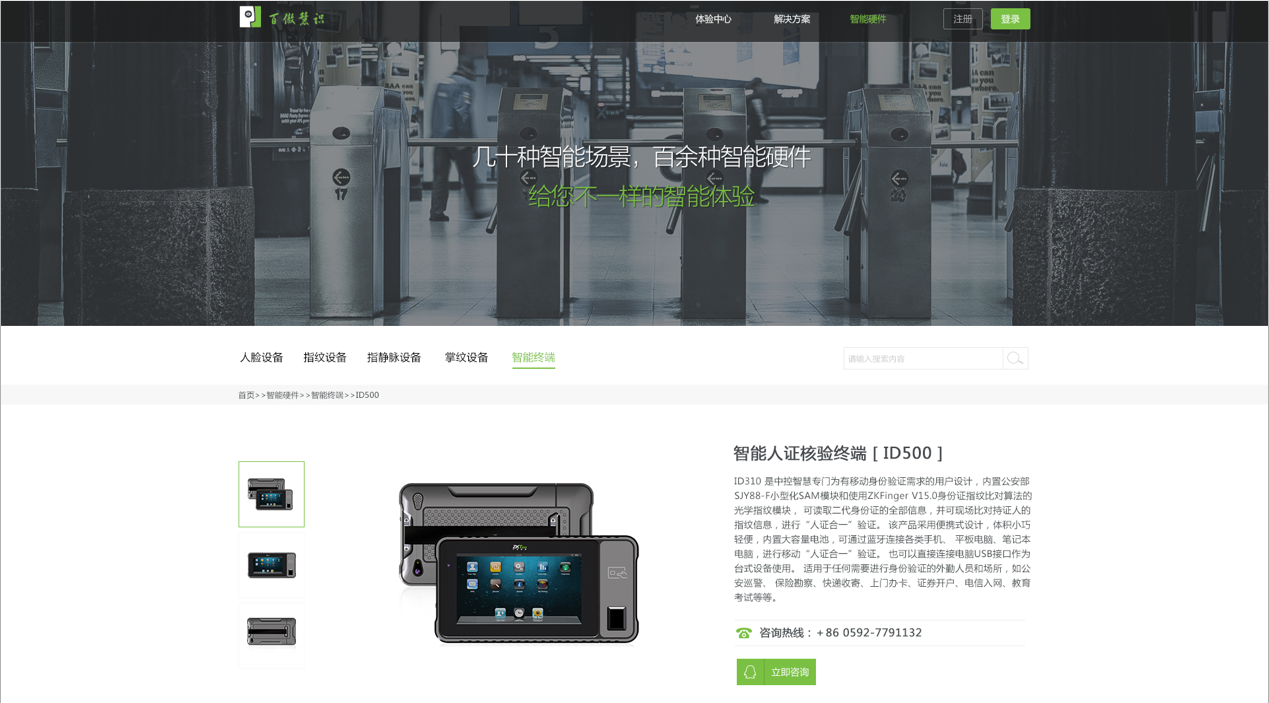 百傲慧识
体验中心
解决方案
智能硬件
注册
登录
几十种智能场景，百余种智能硬件
给您不一样的智能体验
17
人脸设备
指纹设备
指静脉设备
掌纹设备
智能终端
请输入搜索内容
首页>>智能硬件>>智能终端>>ID500
智能人证核验终端 [ ID500 ]
ID310 是中控智慧专门为有移动身份验证需求的用户设计，内置公安部
SJY88-F小型化SAM模块和使用ZKFinger V15.0身份证指纹比对算法的
光学指纹模块， 可读取二代身份证的全部信息，并可现场比对持证人的
指纹信息，进行“人证合一”验证。 该产品采用便携式设计，体积小巧
轻便，内置大容量电池，可通过蓝牙连接各类手机、 平板电脑、笔记本
电脑，进行移动“人证合一”验证。 也可以直接连接电脑USB接口作为
台式设备使用。 适用于任何需要进行身份验证的外勤人员和场所，如公
安巡警、 保险勘察、快递收寄、上门办卡、证券开户、电信入网、教育
考试等等。
咨询热线：+86 0592-7791132
立即咨询